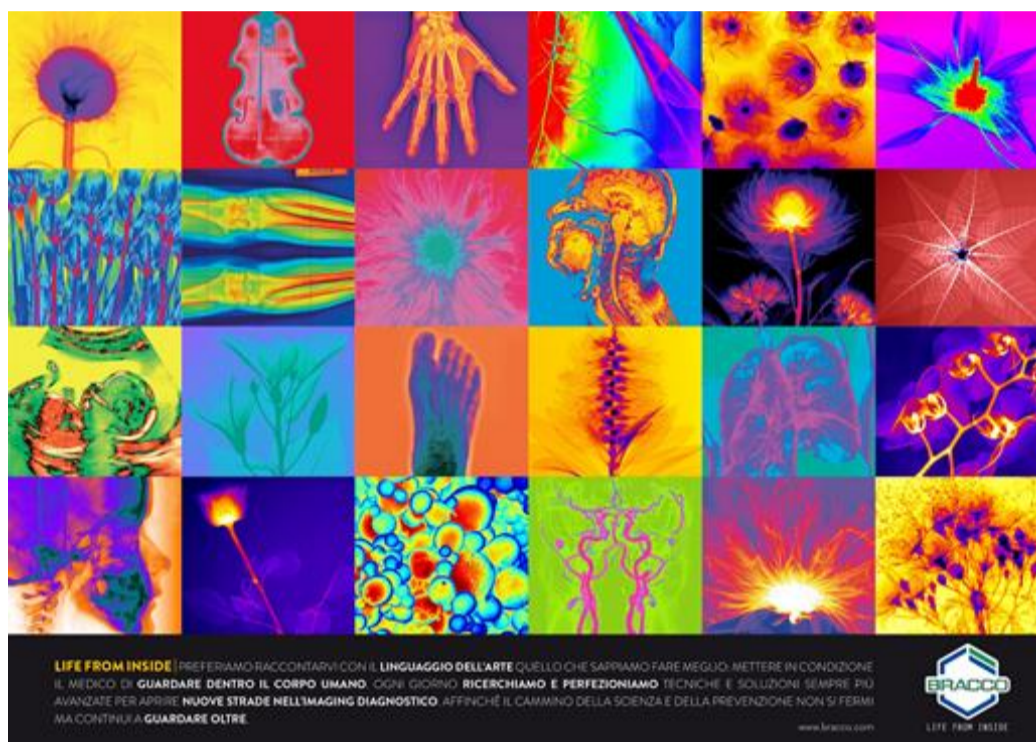 LIFE FROM INSIDE | PREFERIAMO RACCONTARVI CON IL LINGUAGGIO DELL'ARTE QUELLO CHE SAPPIAMO FARE MEGLIO: METTERE IN CONDIZIONE
IL MEDICO DI GUARDARE DENTRO IL CORPO UMANO. OGNI GIORNO RICERCHIAMO E PERFEZIONIAMO TECNICHE E SOLUZIONI SEMPRE PIÙ
AVANZATE PER APRIRE NUOVE STRADE NELL'IMAGING DIAGNOSTICO. AFFINCHÉ IL CAMMINO DELLA SCIENZA E DELLA PREVENZIONE NON SI FERMI
MA CONTINUI A GUARDARE OLTRE.
www.bracco.com
BRACCO
LIFE FROM INSIDE